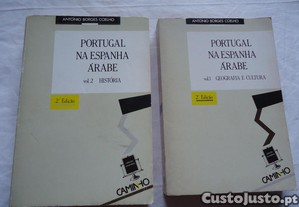 ANTÓNIO BORGES COELHO
PORTUGAL
NA ESPANHA
ÁRABE
vol. 2 HISTÓRIA
2.ª Edição
CAMINHO
ANTÓNIO BORGES COELHO
PORTUGAL
NA ESPANHA
ÁRABE
vol. 1 GEOGRAFIA E CULTURA
2.ª Edição
CAMINHO
CustoJusto.pt